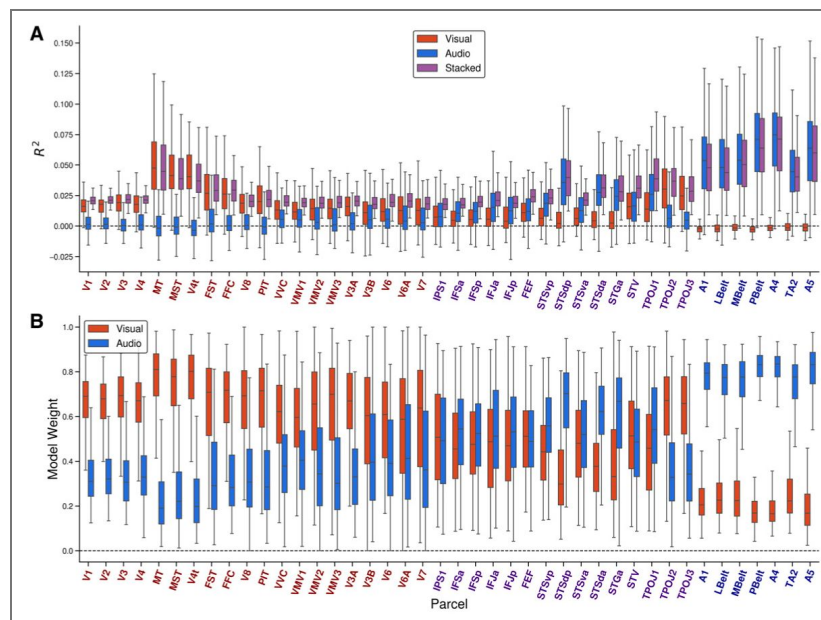 A
Visual
Audio
Stacked
0.150
0.125
0.100
0.075
0.050
0.025
0.000
−0.025
R²
V1 V2 V3 V4 MT MST V4t FST FFC V8 PIT VVC VMV1 VMV2 VMV3 V3A V3B V6 V6A V7 IPS1 IFSa IFSp IFJa IFJp FEF STSvp STSdp STSva STSda STGa STV TPOJ1 TPOJ2 TPOJ3 A1 LBelt MBelt PBelt A4 TA2 A5
B
Visual
Audio
1.0
0.8
0.6
0.4
0.2
0.0
Model Weight
V1 V2 V3 V4 MT MST V4t FST FFC V8 PIT VVC VMV1 VMV2 VMV3 V3A V3B V6 V6A V7 IPS1 IFSa IFSp IFJa IFJp FEF STSvp STSdp STSva STSda STGa STV TPOJ1 TPOJ2 TPOJ3 A1 LBelt MBelt PBelt A4 TA2 A5
Parcel